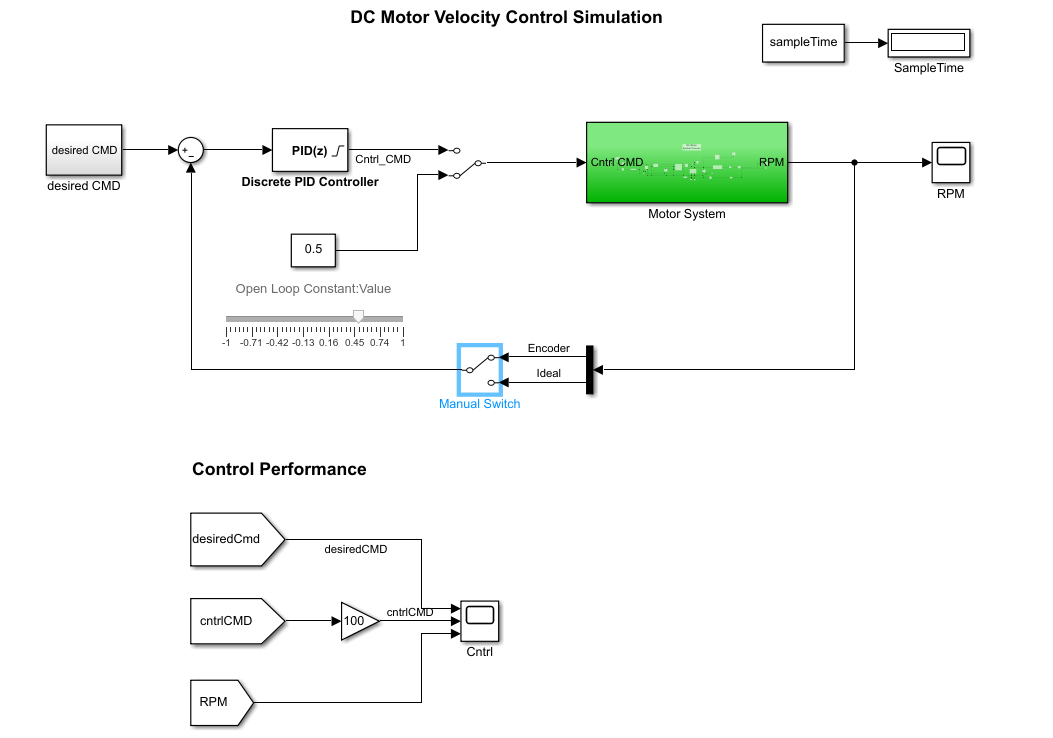 DC Motor Velocity Control Simulation
sampleTime
SampleTime
desired CMD
desired CMD
+
−
PID(z)
Discrete PID Controller
Cntrl_CMD
Cntrl CMD
RPM
Motor System
RPM
0.5
Open Loop Constant:Value
-1 -0.71 -0.42 -0.13 0.16 0.45 0.74 1
Encoder
Ideal
Manual Switch
Control Performance
desiredCmd
desiredCMD
cntrlCMD
100
cntrlCMD
Cntrl
RPM